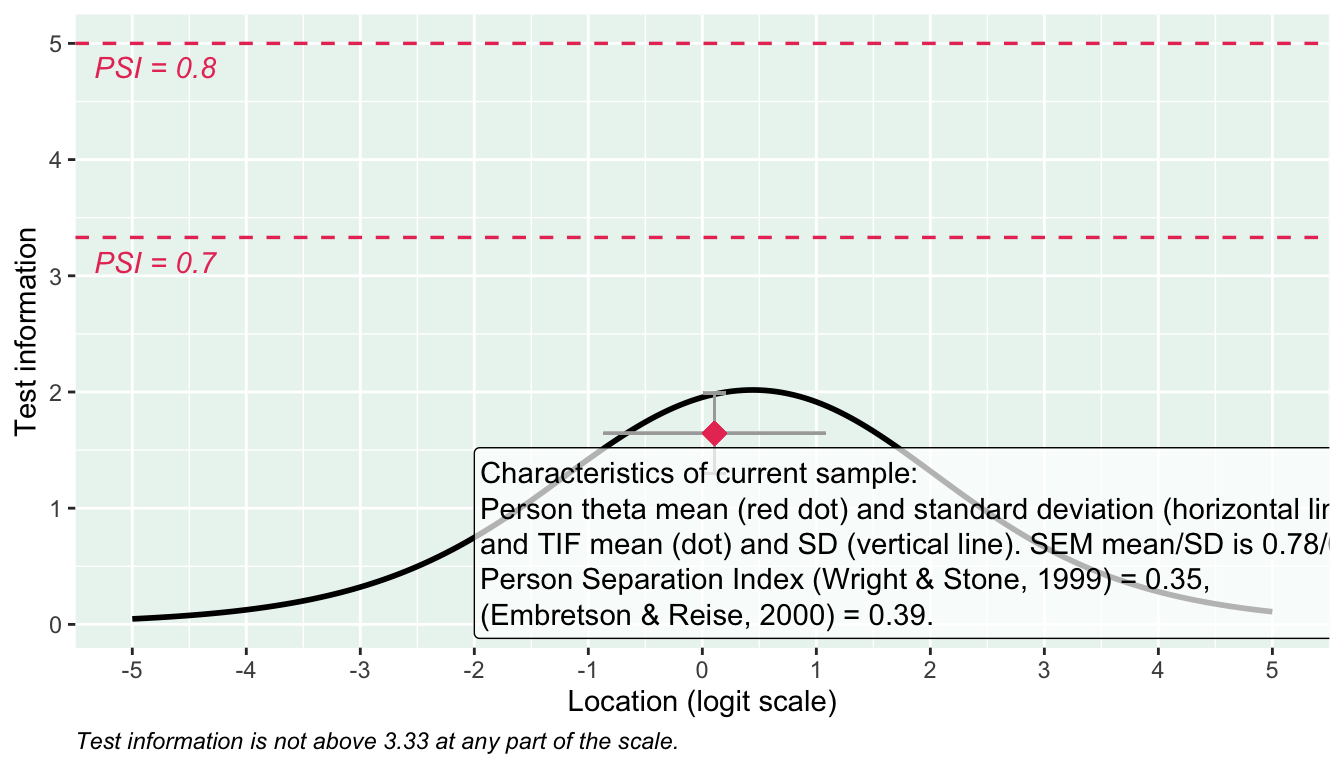 5
PSI = 0.8
4
PSI = 0.7
3
2
1
0
Test information
Characteristics of current sample:
Person theta mean (red dot) and standard deviation (horizontal
and TIF mean (dot) and SD (vertical line). SEM mean/SD is 0.78/
Person Separation Index (Wright & Stone, 1999) = 0.35,
(Embretson & Reise, 2000) = 0.39.
-5 -4 -3 -2 -1 0 1 2 3 4 5
Location (logit scale)
Test information is not above 3.33 at any part of the scale.